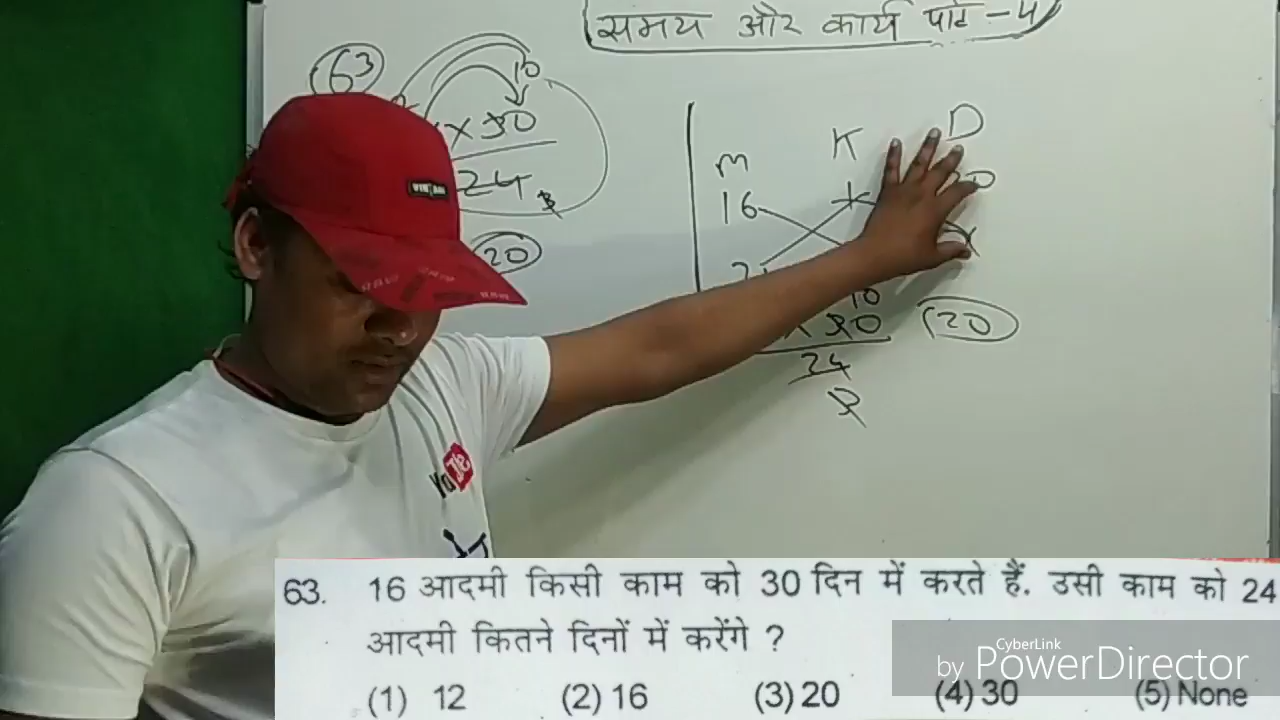 समय और कार्य पार्ट - 4
63
10
× 30
24
20
M K D
16
10
30 20
24
63. 16 आदमी किसी काम को 30 दिन में करते हैं. उसी काम को 24
आदमी कितने दिनों में करेंगे ?
(1) 12 (2) 16 (3) 20 (4) 30 (5) None
CyberLink
by PowerDirector